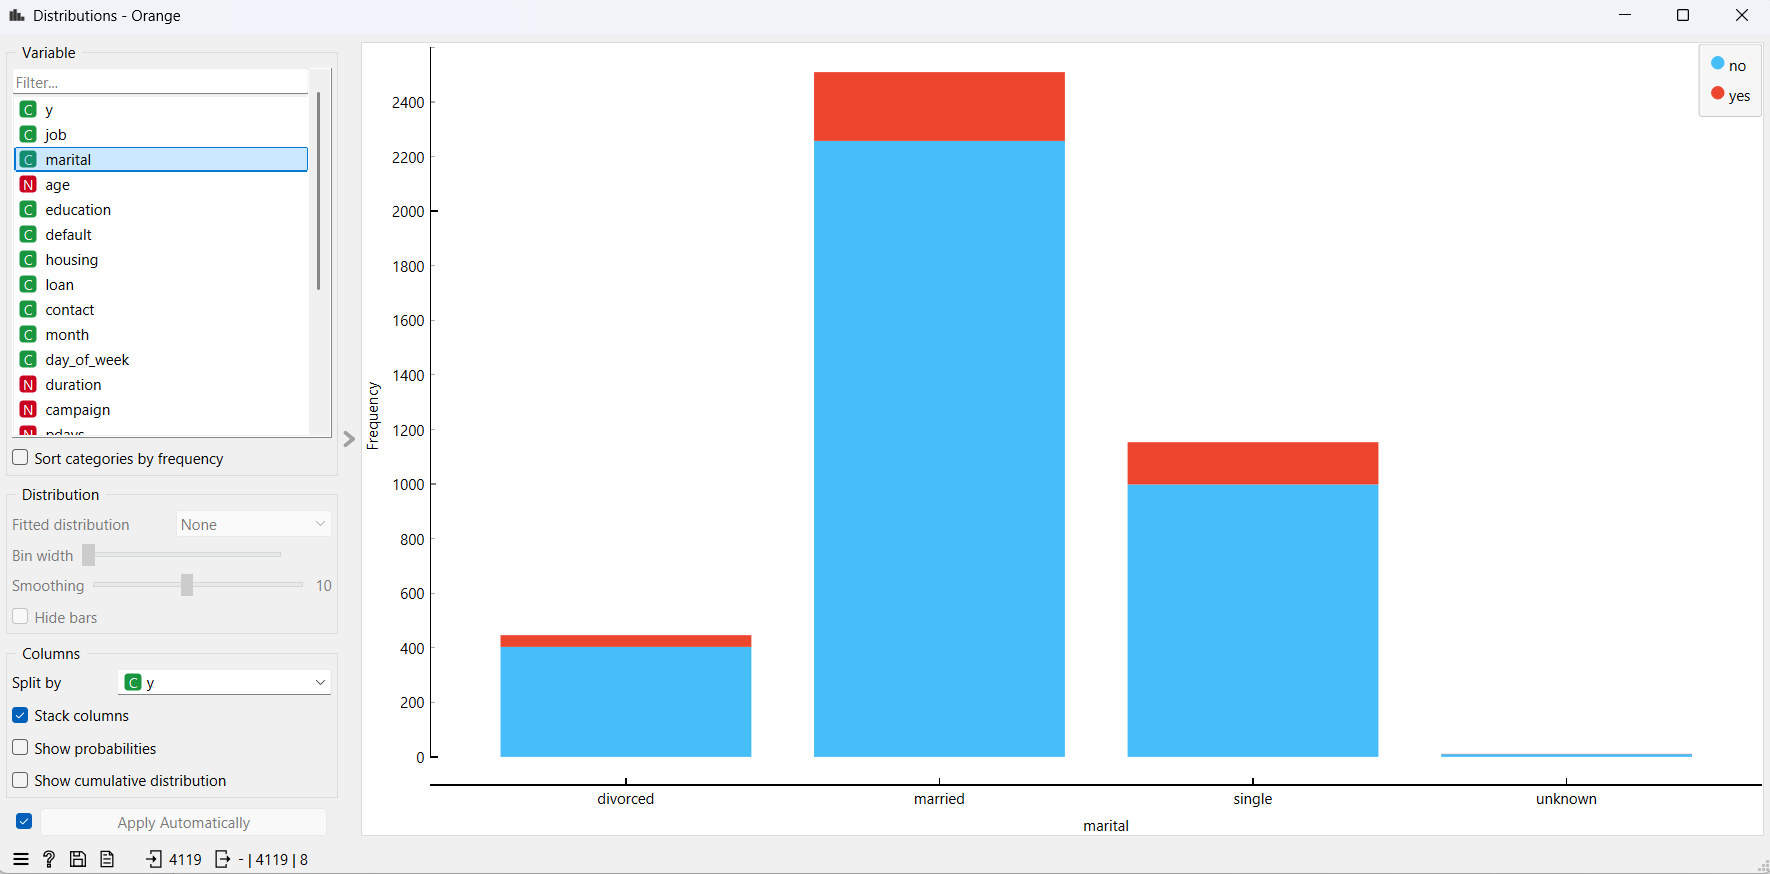 Distributions - Orange
Variable
Filter...
C y
C job
C marital
N age
C education
C default
C housing
C loan
C contact
C month
C day_of_week
N duration
N campaign
N pdays
Sort categories by frequency
Distribution
Fitted distribution None
Bin width
Smoothing 10
Hide bars
Columns
Split by C y
Stack columns
Show probabilities
Show cumulative distribution
Apply Automatically
4119 - | 4119 | 8
no
yes
2400
2200
2000
1800
1600
1400
1200
1000
800
600
400
200
0
Frequency
divorced married single unknown
marital